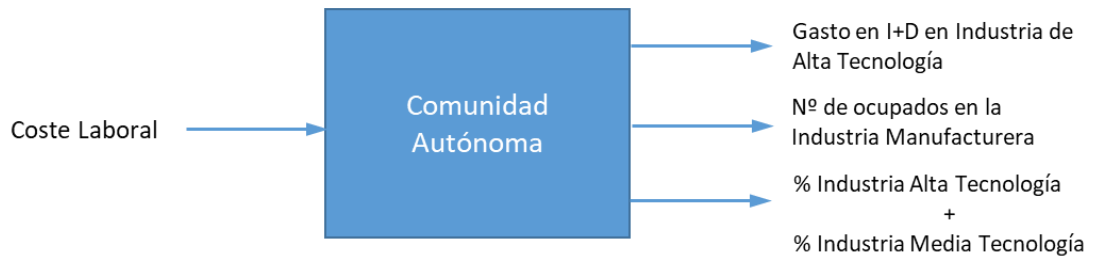 Coste Laboral
Comunidad
Autónoma
Gasto en I+D en Industria de
Alta Tecnología
Nº de ocupados en la
Industria Manufacturera
% Industria Alta Tecnología
+
% Industria Media Tecnología